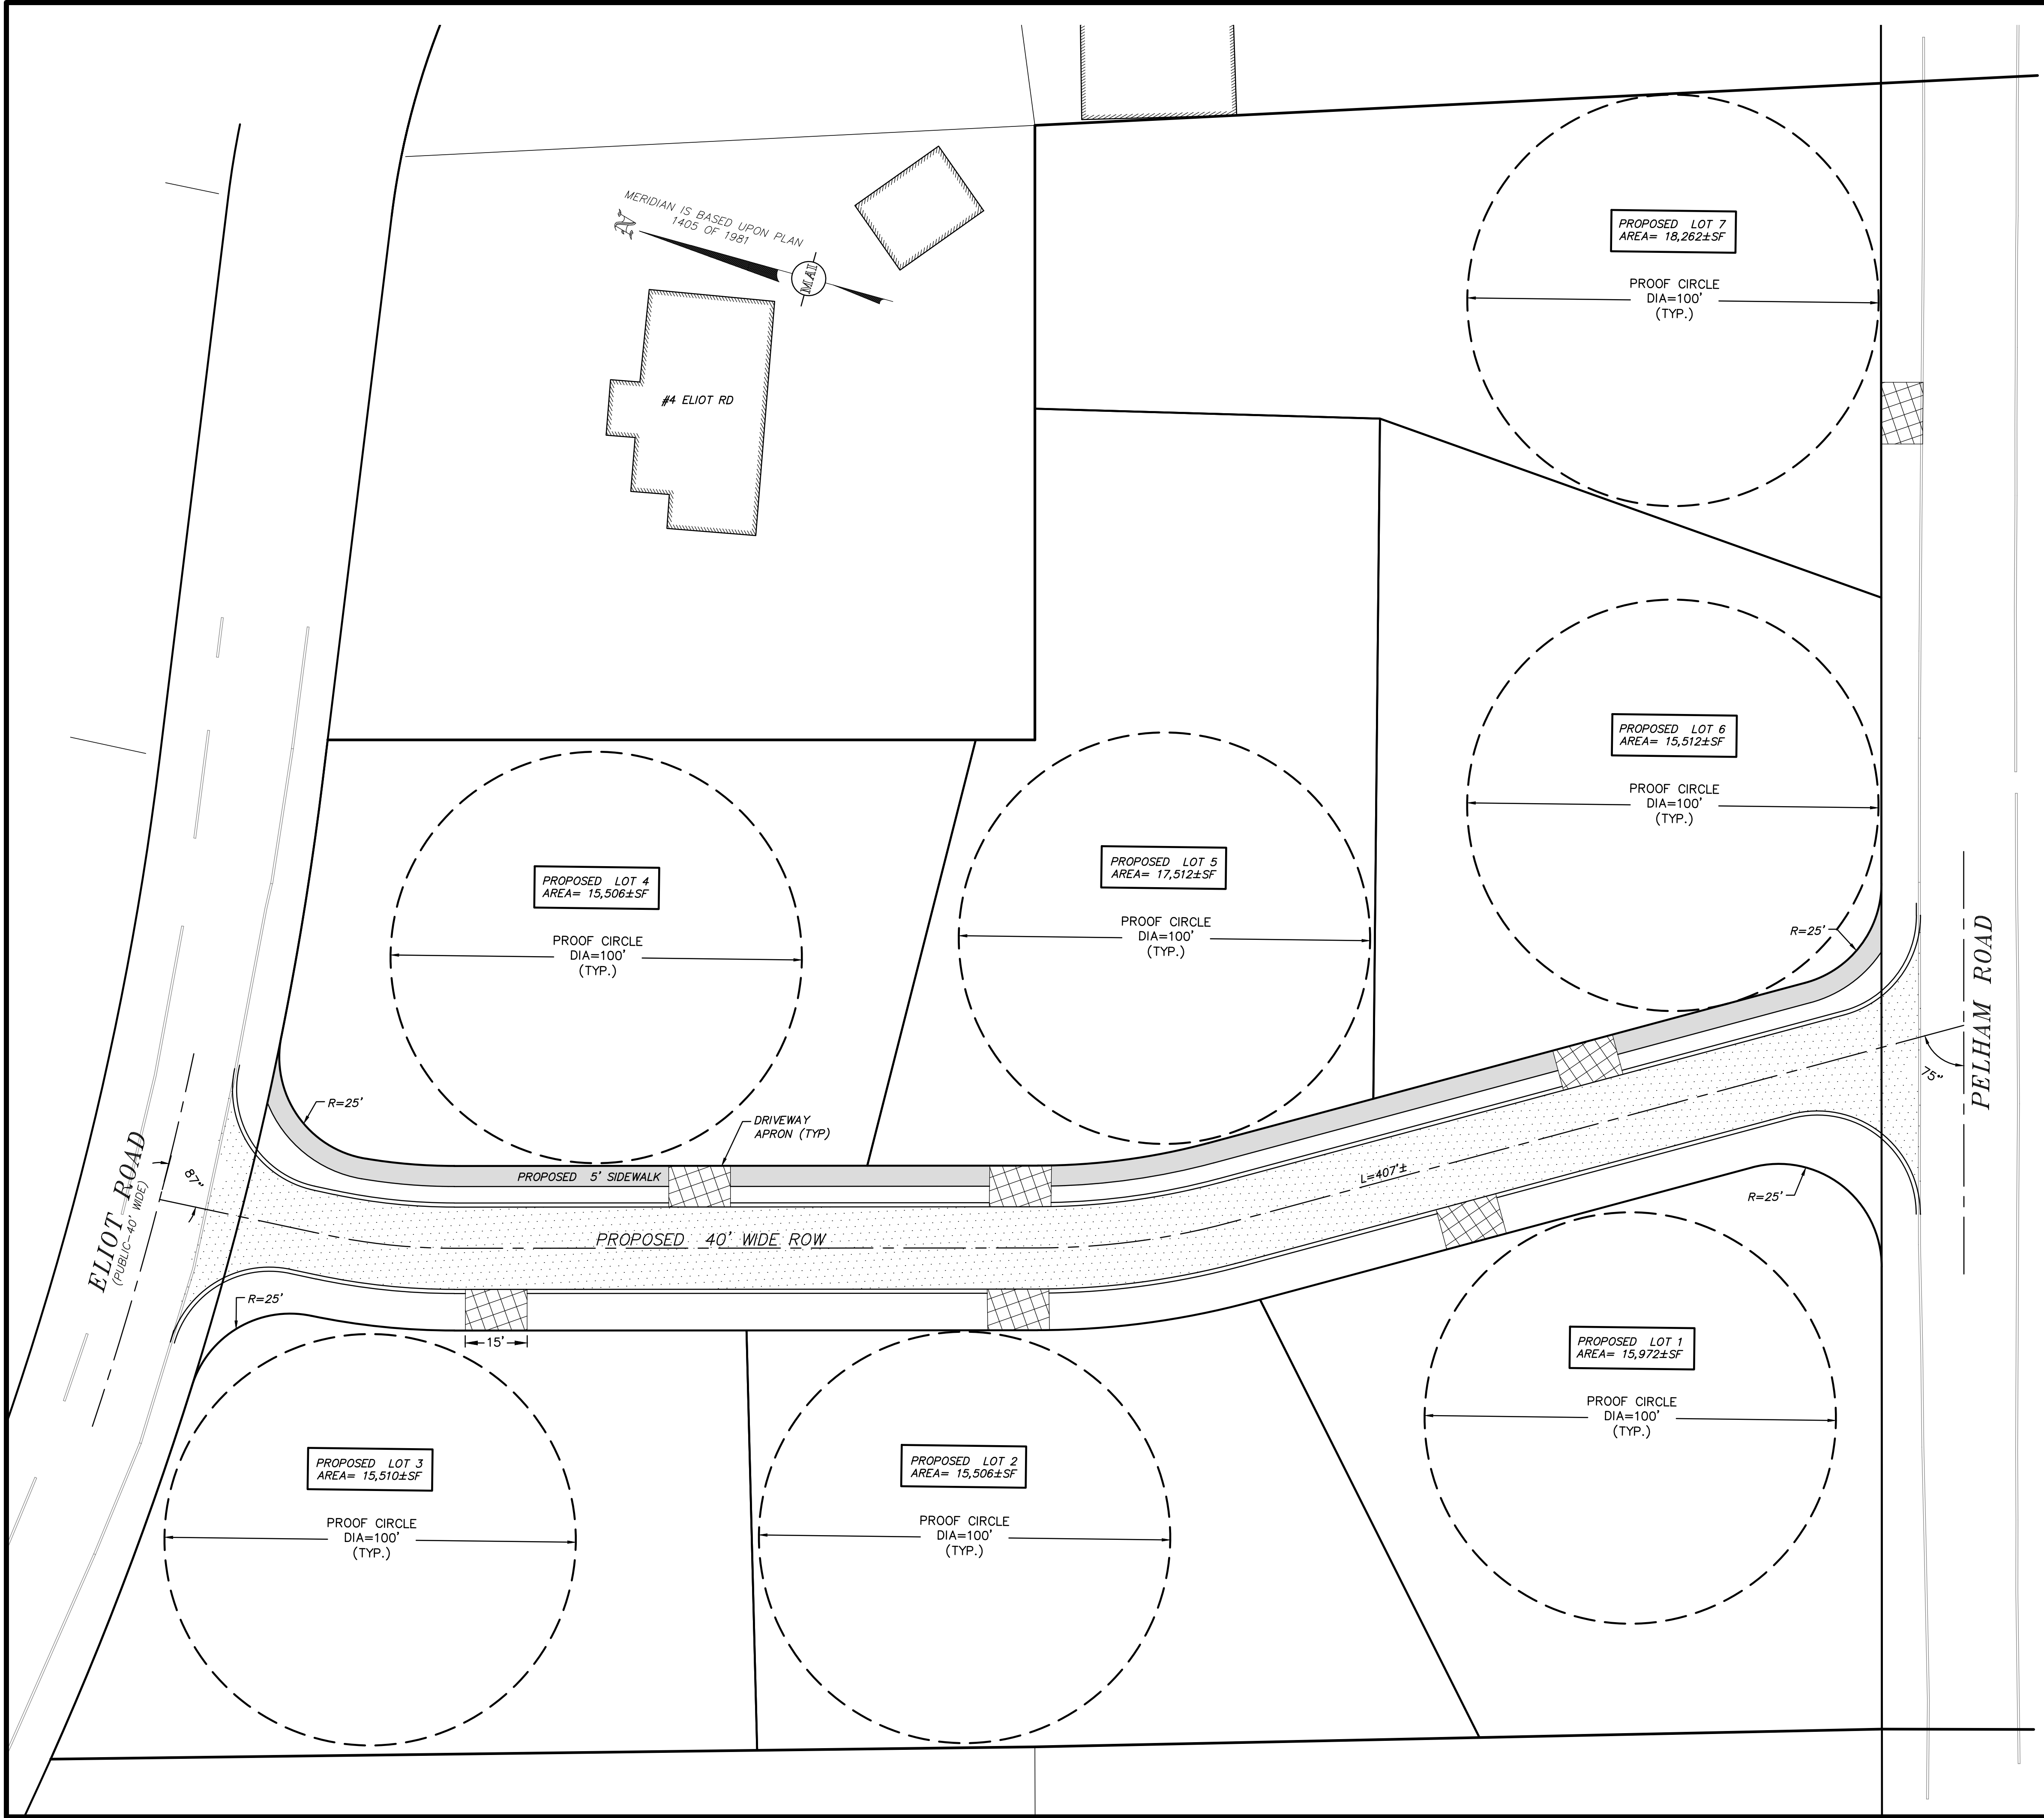 MERIDIAN IS BASED UPON PLAN
1405 OF 1981
N
MAI
#4 ELIOT RD
PROPOSED LOT 7
AREA= 18,262±SF
PROOF CIRCLE
DIA=100'
(TYP.)
PROPOSED LOT 6
AREA= 15,512±SF
PROOF CIRCLE
DIA=100'
(TYP.)
PROPOSED LOT 5
AREA= 17,512±SF
PROOF CIRCLE
DIA=100'
(TYP.)
PROPOSED LOT 4
AREA= 15,506±SF
PROOF CIRCLE
DIA=100'
(TYP.)
R=25'
PELHAM ROAD
75°
R=25'
DRIVEWAY
APRON (TYP)
PROPOSED 5' SIDEWALK
L=407'±
R=25'
ELIOT ROAD
(PUBLIC-40' WIDE)
87°
PROPOSED 40' WIDE ROW
R=25'
15'
PROPOSED LOT 1
AREA= 15,972±SF
PROOF CIRCLE
DIA=100'
(TYP.)
PROPOSED LOT 3
AREA= 15,510±SF
PROOF CIRCLE
DIA=100'
(TYP.)
PROPOSED LOT 2
AREA= 15,506±SF
PROOF CIRCLE
DIA=100'
(TYP.)